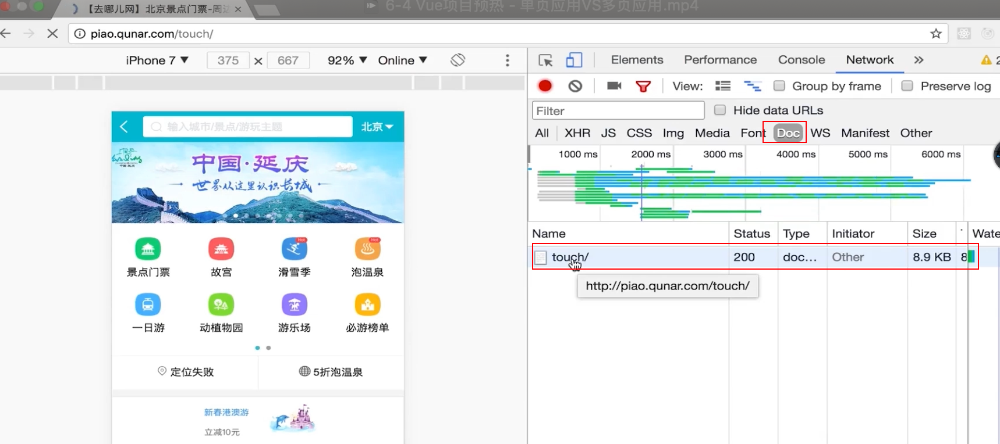 【去哪儿网】北京景点门票-周边
6-4 Vue项目预热 - 单页应用VS多页应用.mp4
piao.qunar.com/touch/
iPhone 7 ▼ 375 × 667 92% ▼ Online ▼
Elements Performance Console Network » 2
View: Group by frame Preserve log
Filter Hide data URLs
All XHR JS CSS Img Media Font Doc WS Manifest Other
1000 ms 2000 ms 3000 ms 4000 ms 5000 ms 6000 ms
Name Status Type Initiator Size Wate
touch/ 200 doc... Other 8.9 KB 8
http://piao.qunar.com/touch/
输入城市/景点/游玩主题 北京
中国·延庆
世界从这里认识长城
Hot Hot
景点门票 故宫 滑雪季 泡温泉
一日游 动植物园 游乐场 必游榜单
定位失败 5折泡温泉
新春港澳游
立减10元